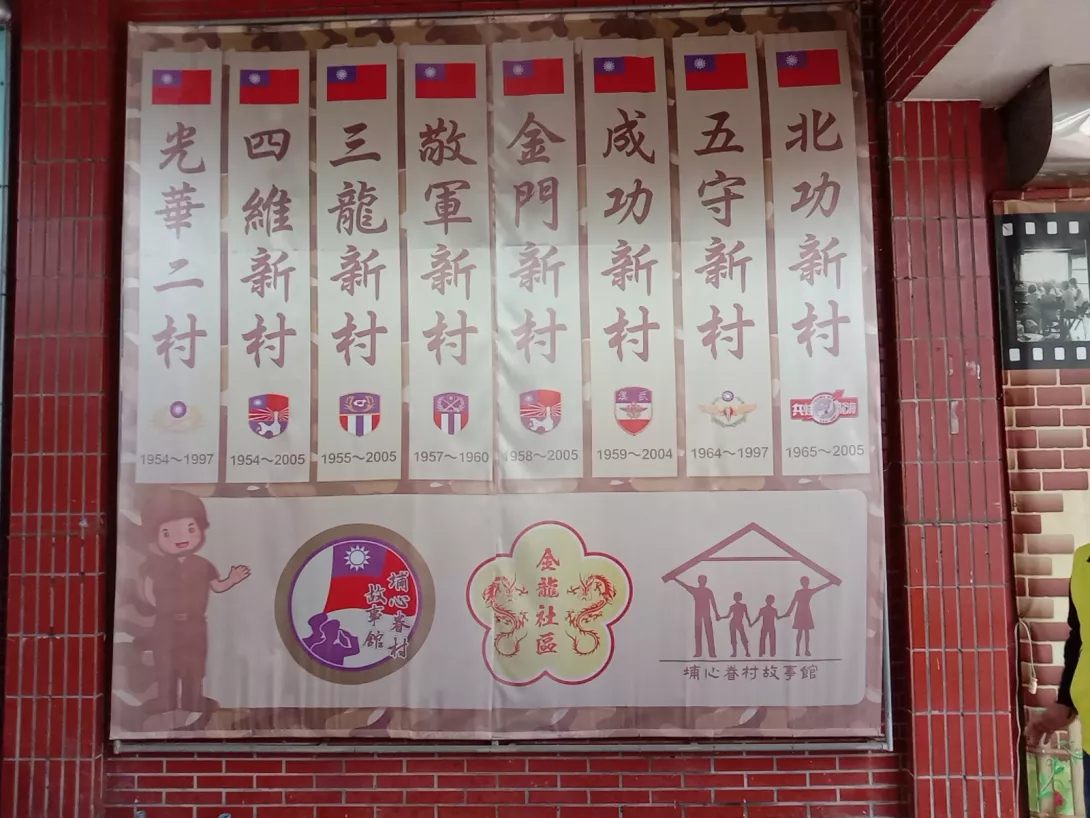 光華二村
1954～1997
四維新村
1954～2005
三龍新村
1955～2005
敬軍新村
1957～1960
金門新村
1958～2005
成功新村
1959～2004
五守新村
1964～1997
北功新村
1965～2005
埔心眷村
故事館
金龍社區
埔心眷村故事館